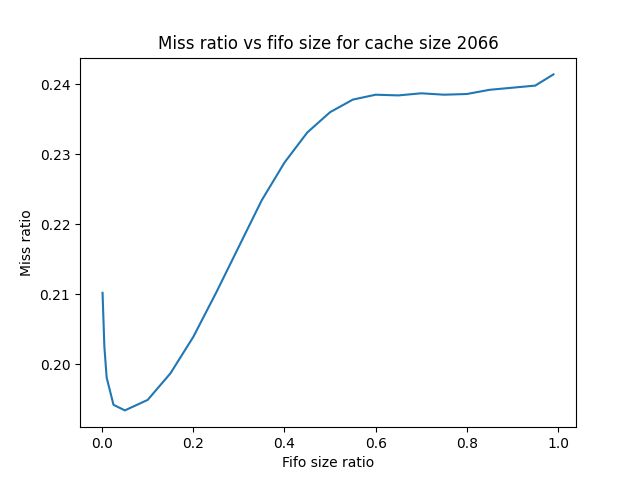 Miss ratio vs fifo size for cache size 2066
0.24
0.23
0.22
0.21
0.20
Miss ratio
0.0 0.2 0.4 0.6 0.8 1.0
Fifo size ratio